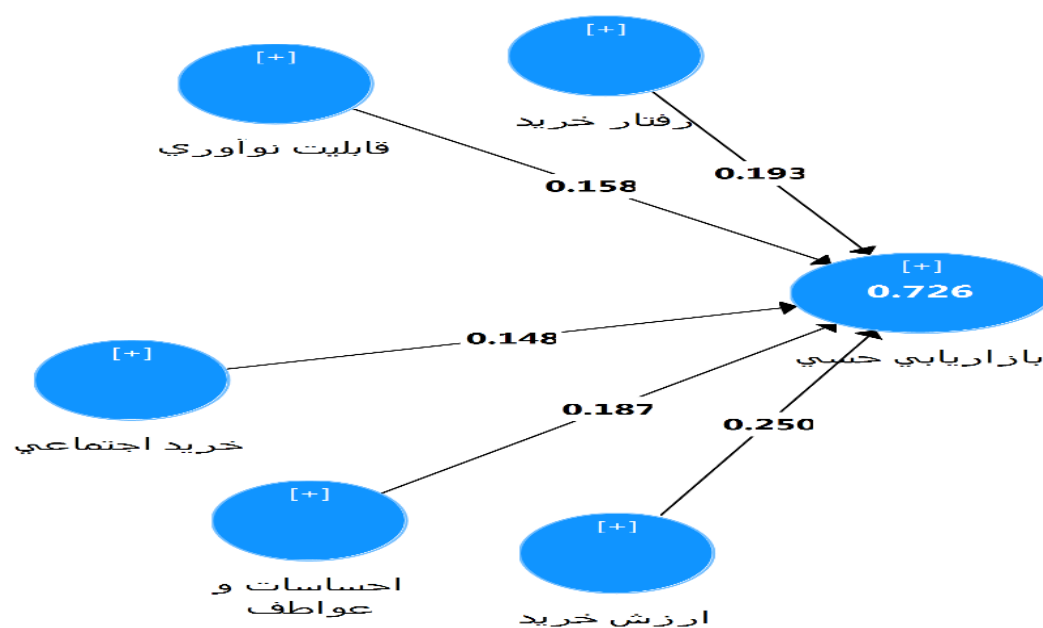 [+]
رفتار خريد
[+]
قابليت نوآوري
0.193
0.158
[+]
0.726
بازاريابي حسي
0.148
[+]
خريد اجتماعي
0.187
0.250
[+]
احساسات و
عواطف
[+]
ارزش خريد